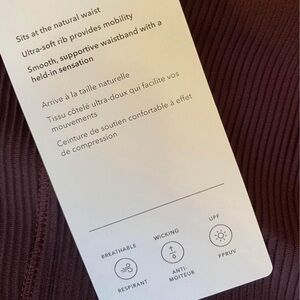 Sits at the natural waist
Ultra-soft rib provides mobility
Smooth, supportive waistband with a
held-in sensation
Arrive à la taille naturelle
Tissu côtelé ultra-doux qui facilite vos
mouvements
Ceinture de soutien confortable à effet
de compression
BREATHABLE
WICKING
UPF
RESPIRANT
ANTI-
MOITEUR
FPRUV